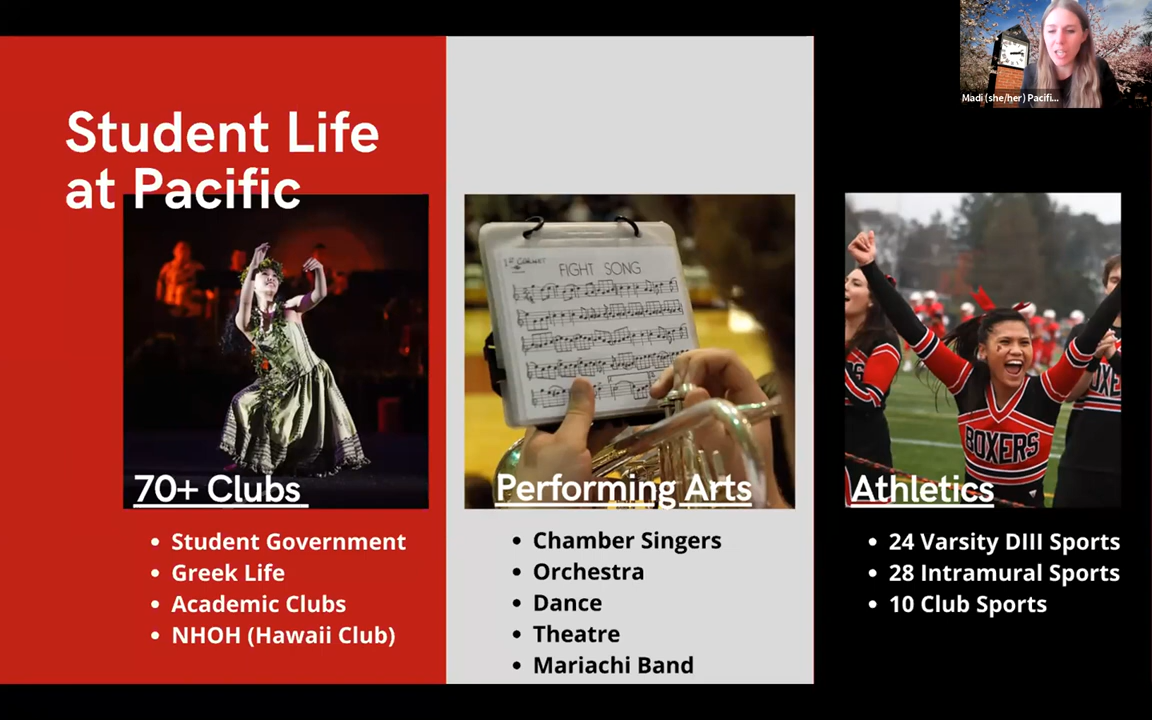 Student Life
at Pacific
Madi (she/her) Pacifi...
FIGHT SONG
BOXERS
70+ Clubs
Performing Arts
Athletics
• Student Government
• Greek Life
• Academic Clubs
• NHOH (Hawaii Club)
• Chamber Singers
• Orchestra
• Dance
• Theatre
• Mariachi Band
• 24 Varsity DIII Sports
• 28 Intramural Sports
• 10 Club Sports